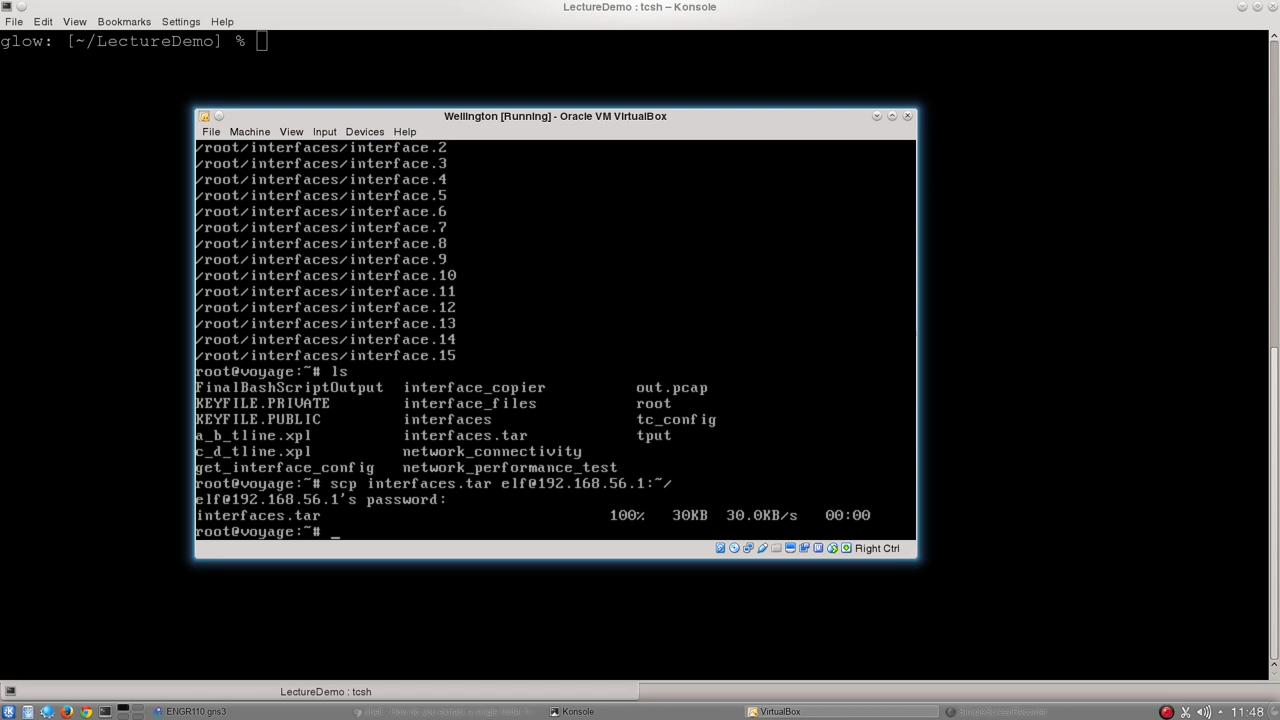 LectureDemo : tcsh – Konsole
File Edit View Bookmarks Settings Help
glow: [~/LectureDemo] %
Wellington [Running] - Oracle VM VirtualBox
File Machine View Input Devices Help
/root/interfaces/interface.2
/root/interfaces/interface.3
/root/interfaces/interface.4
/root/interfaces/interface.5
/root/interfaces/interface.6
/root/interfaces/interface.7
/root/interfaces/interface.8
/root/interfaces/interface.9
/root/interfaces/interface.10
/root/interfaces/interface.11
/root/interfaces/interface.12
/root/interfaces/interface.13
/root/interfaces/interface.14
/root/interfaces/interface.15
root@voyage:~# ls
FinalBashScriptOutput interface_copier out.pcap
KEYFILE.PRIVATE interface_files root
KEYFILE.PUBLIC interfaces tc_config
a_b_tline.xpl interfaces.tar tput
c_d_tline.xpl network_connectivity
get_interface_config network_performance_test
root@voyage:~# scp interfaces.tar elf@192.168.56.1:~/
elf@192.168.56.1's password:
interfaces.tar 100% 30KB 30.0KB/s 00:00
root@voyage:~# _
Right Ctrl
LectureDemo : tcsh
ENGR110 gns3 Konsole VirtualBox SimpleScreenRecorder 11:48